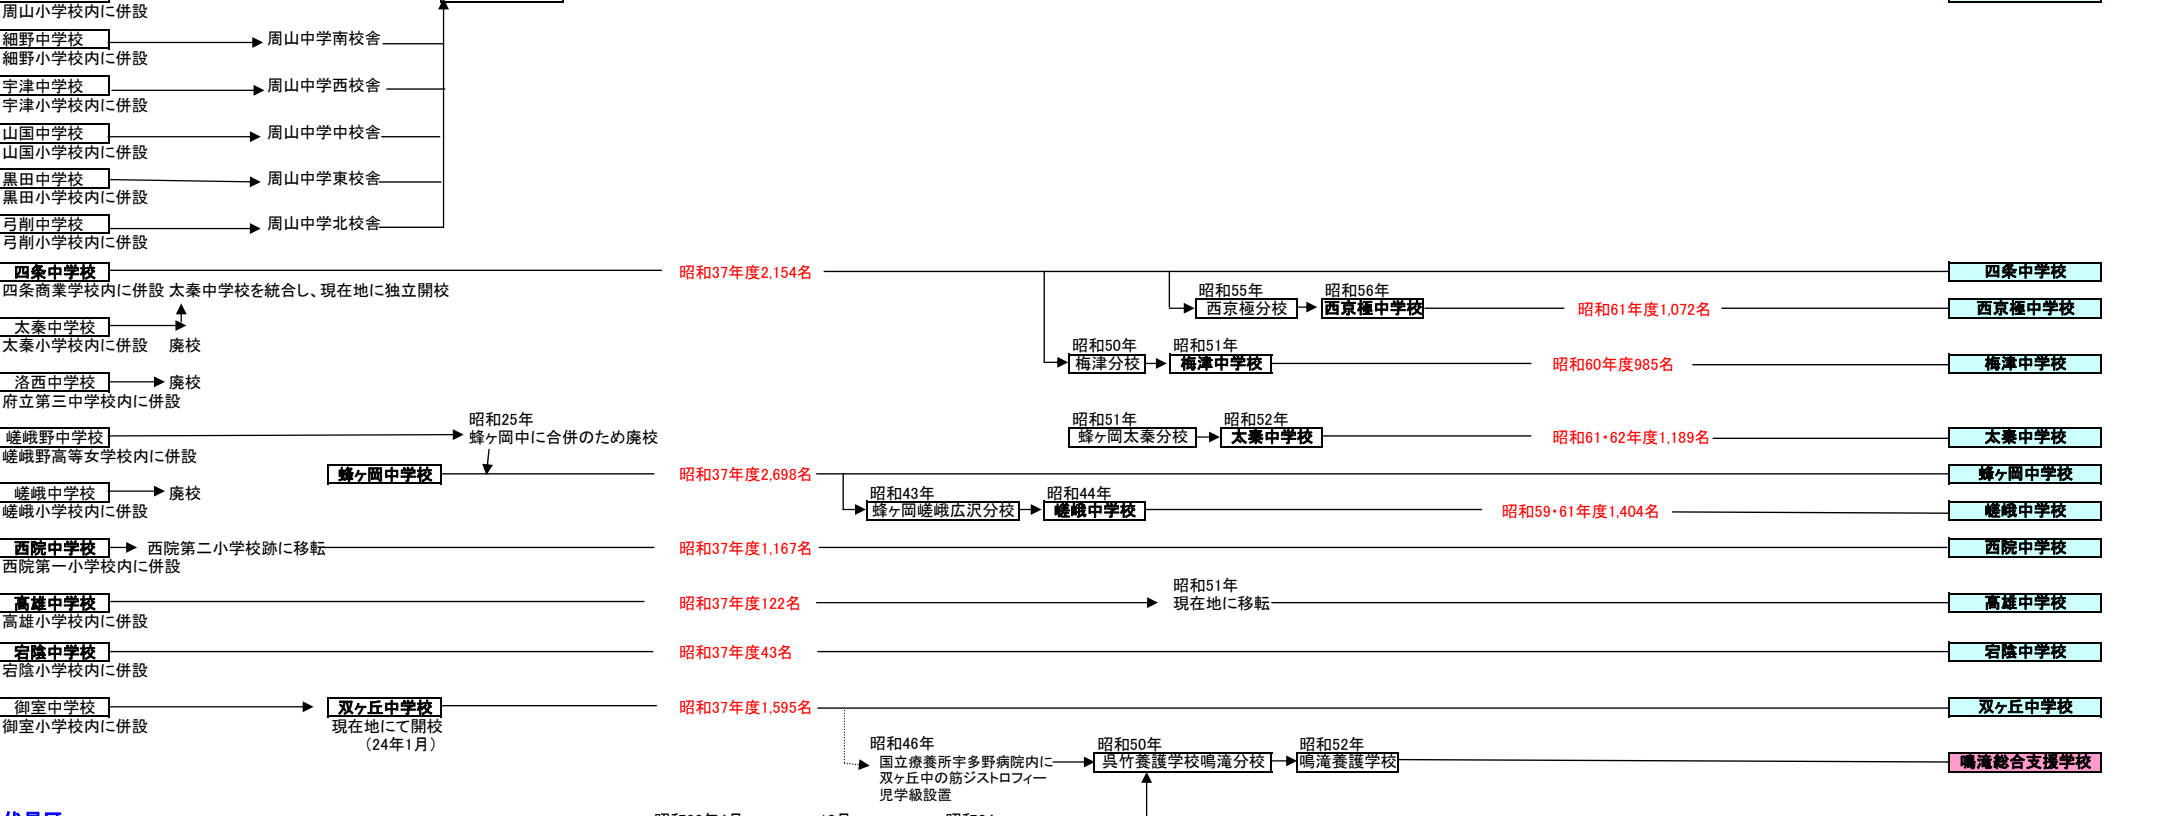 周山小学校内に併設
細野中学校
周山中学南校舎
細野小学校内に併設
宇津中学校
周山中学西校舎
宇津小学校内に併設
山国中学校
周山中学中校舎
山国小学校内に併設
黒田中学校
周山中学東校舎
黒田小学校内に併設
弓削中学校
周山中学北校舎
弓削小学校内に併設
四条中学校
昭和37年度2,154名
四条中学校
四条商業学校内に併設 太秦中学校を統合し、現在地に独立開校
昭和55年
昭和56年
西京極分校
西京極中学校
昭和61年度1,072名
西京極中学校
太秦中学校
太秦小学校内に併設
廃校
昭和50年
昭和51年
梅津分校
梅津中学校
昭和60年度985名
梅津中学校
洛西中学校
廃校
府立第三中学校内に併設
昭和25年
昭和51年
昭和52年
嵯峨野中学校
蜂ヶ岡中に合併のため廃校
蜂ヶ岡太秦分校
太秦中学校
昭和61・62年度1,189名
太秦中学校
嵯峨野高等女学校内に併設
蜂ヶ岡中学校
昭和37年度2,698名
蜂ヶ岡中学校
嵯峨中学校
廃校
昭和43年
昭和44年
嵯峨小学校内に併設
蜂ヶ岡嵯峨広沢分校
嵯峨中学校
昭和59・61年度1,404名
嵯峨中学校
西院中学校
西院第二小学校跡に移転
昭和37年度1,167名
西院中学校
西院第一小学校内に併設
昭和51年
高雄中学校
昭和37年度122名
現在地に移転
高雄中学校
高雄小学校内に併設
宕陰中学校
昭和37年度43名
宕陰中学校
宕陰小学校内に併設
御室中学校
双ヶ丘中学校
昭和37年度1,595名
双ヶ丘中学校
御室小学校内に併設
現在地にて開校
（24年1月）
昭和46年
昭和50年
昭和52年
国立療養所宇多野病院内に
双ヶ丘中の筋ジストロフィー
児学級設置
呉竹養護学校鳴滝分校
鳴滝養護学校
鳴滝総合支援学校